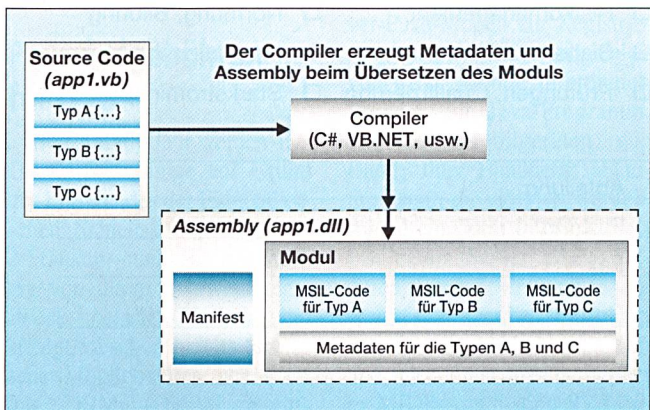 Der Compiler erzeugt Metadaten und
Assembly beim Übersetzen des Moduls
Source Code
(app1.vb)
Typ A {...}
Typ B {...}
Typ C {...}
Compiler
(C#, VB.NET, usw.)
Assembly (app1.dll)
Manifest
Modul
MSIL-Code
für Typ A
MSIL-Code
für Typ B
MSIL-Code
für Typ C
Metadaten für die Typen A, B und C